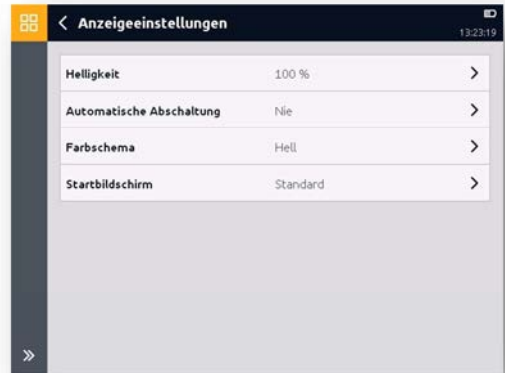 Anzeigeeinstellungen
13:23:19
Helligkeit 100 %
Automatische Abschaltung Nie
Farbschema Hell
Startbildschirm Standard